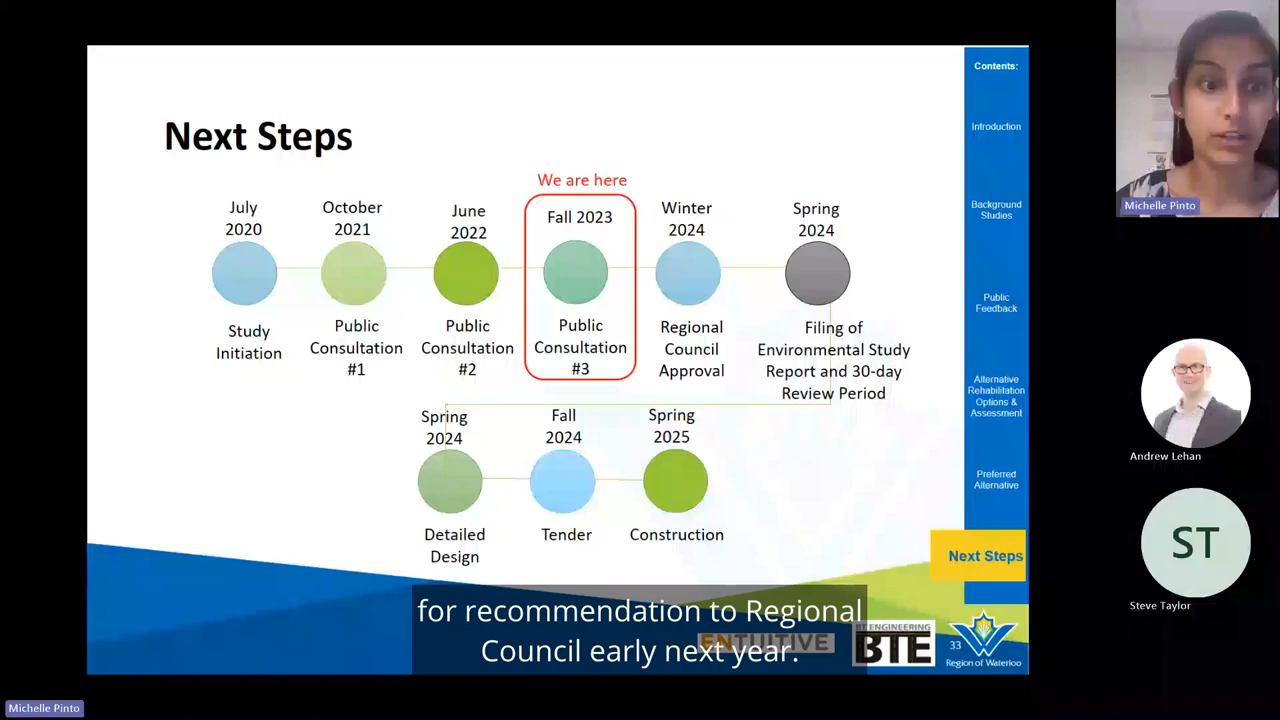 Next Steps
We are here
July
2020
Study
Initiation
October
2021
Public
Consultation
#1
June
2022
Public
Consultation
#2
Fall 2023
Public
Consultation
#3
Winter
2024
Regional
Council
Approval
Spring
2024
Filing of
Environmental Study
Report and 30-day
Review Period
Spring
2024
Detailed
Design
Fall
2024
Tender
Spring
2025
Construction
for recommendation to Regional
Council early next year.
ENTUITIVE
BT ENGINEERING
BTE
33
Region of Waterloo
Contents:
Introduction
Background
Studies
Public
Feedback
Alternative
Rehabilitation
Options &
Assessment
Preferred
Alternative
Next Steps
Michelle Pinto
Andrew Lehan
ST
Steve Taylor
Michelle Pinto